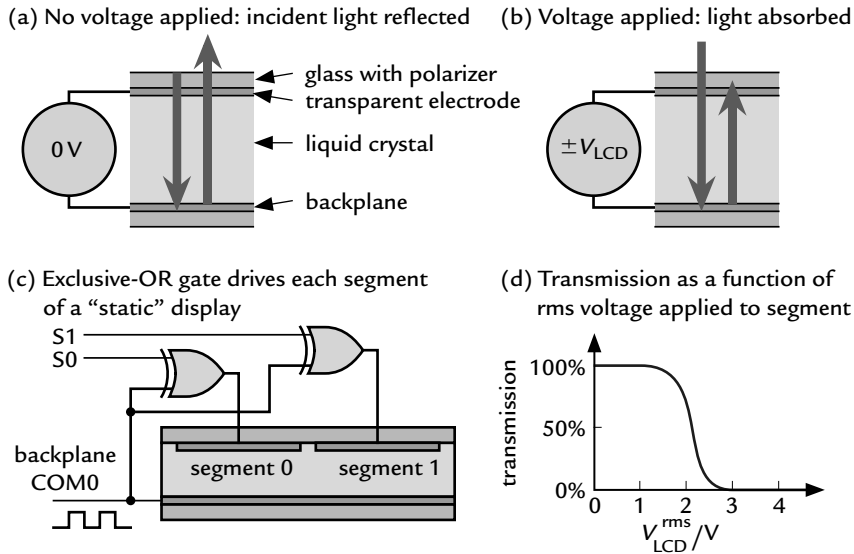 (a) No voltage applied: incident light reflected
glass with polarizer
transparent electrode
0 V
liquid crystal
backplane
(b) Voltage applied: light absorbed
±VLCD
(c) Exclusive-OR gate drives each segment
of a “static” display
S1
S0
segment 0
segment 1
backplane
COM0
(d) Transmission as a function of
rms voltage applied to segment
transmission
100%
50%
0%
0 1 2 3 4
V rms LCD /V